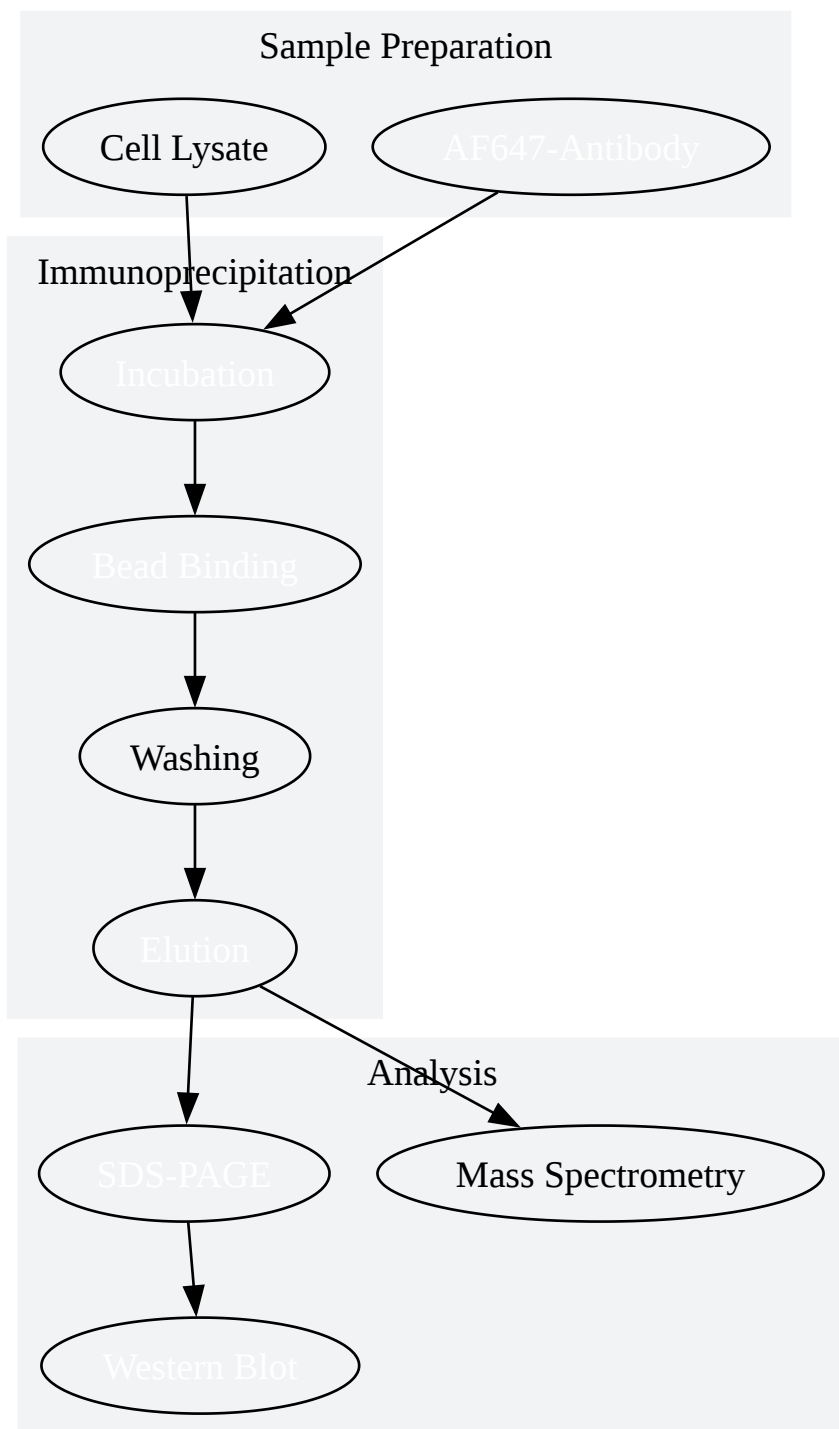 Sample Preparation
Cell Lysate
AF647-Antibody
Immunoprecipitation
Incubation
Bead Binding
Washing
Elution
Analysis
SDS-PAGE
Mass Spectrometry
Western Blot